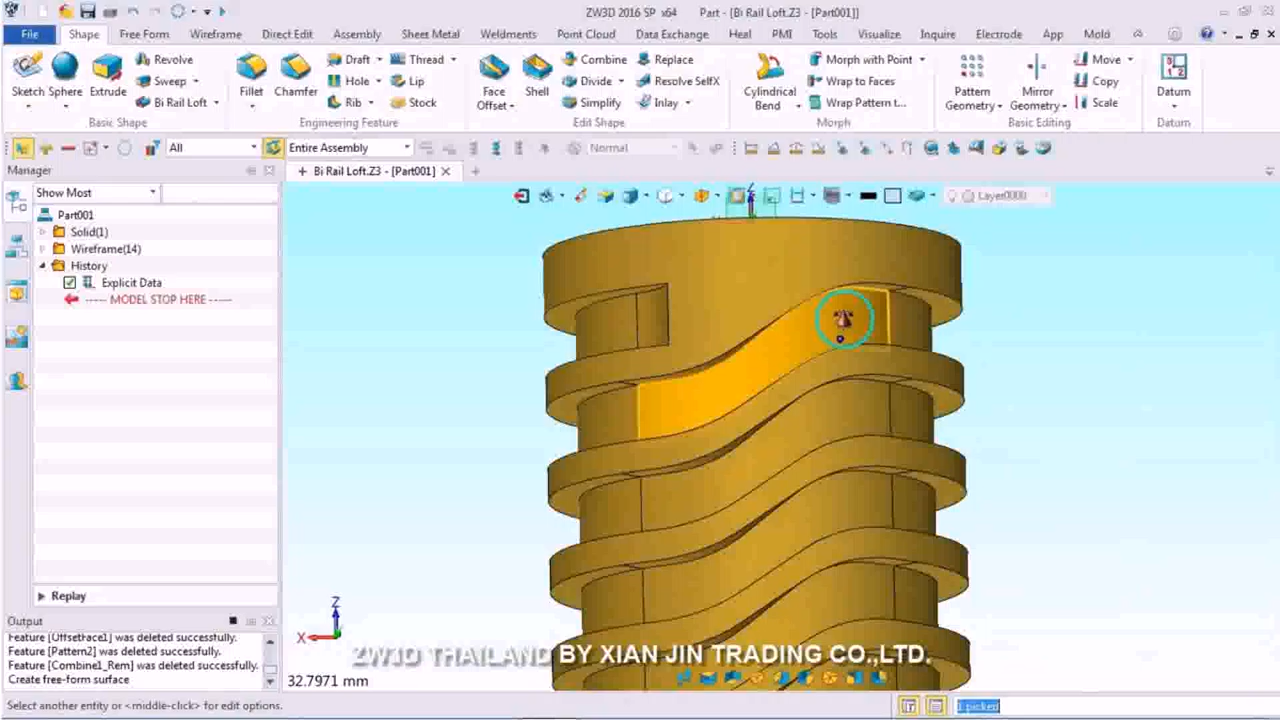 ZW3D 2016 SP x64 Part - [Bi Rail Loft.Z3 - [Part001]]
File Shape Free Form Wireframe Direct Edit Assembly Sheet Metal Weldments Point Cloud Data Exchange Heal PMI Tools Visualize Inquire Electrode App Mold
Revolve Draft Thread Combine Replace Morph with Point Move
Sweep Hole Lip Divide Resolve SelfX Wrap to Faces Copy
Sketch Sphere Extrude Bi Rail Loft Fillet Chamfer Rib Stock Face Offset Shell Simplify Inlay Cylindrical Bend Wrap Pattern t... Pattern Geometry Mirror Geometry Scale Datum
Basic Shape Engineering Feature Edit Shape Morph Basic Editing Datum
All Entire Assembly Normal
Manager Bi Rail Loft.Z3 - [Part001]
Show Most Layer0000
Part001
Solid(1)
Wireframe(14)
History
Explicit Data
------ MODEL STOP HERE ------
Replay
Output
Feature [OffsetFace1] was deleted successfully.
Feature [Pattern2] was deleted successfully.
Feature [Combine1_Rem] was deleted successfully.
Create free-form surface
Z
X
ZW3D THAILAND BY XIAN JIN TRADING CO.,LTD.
32.7971 mm
Select another entity or <middle-click> for edit options. 1 picked